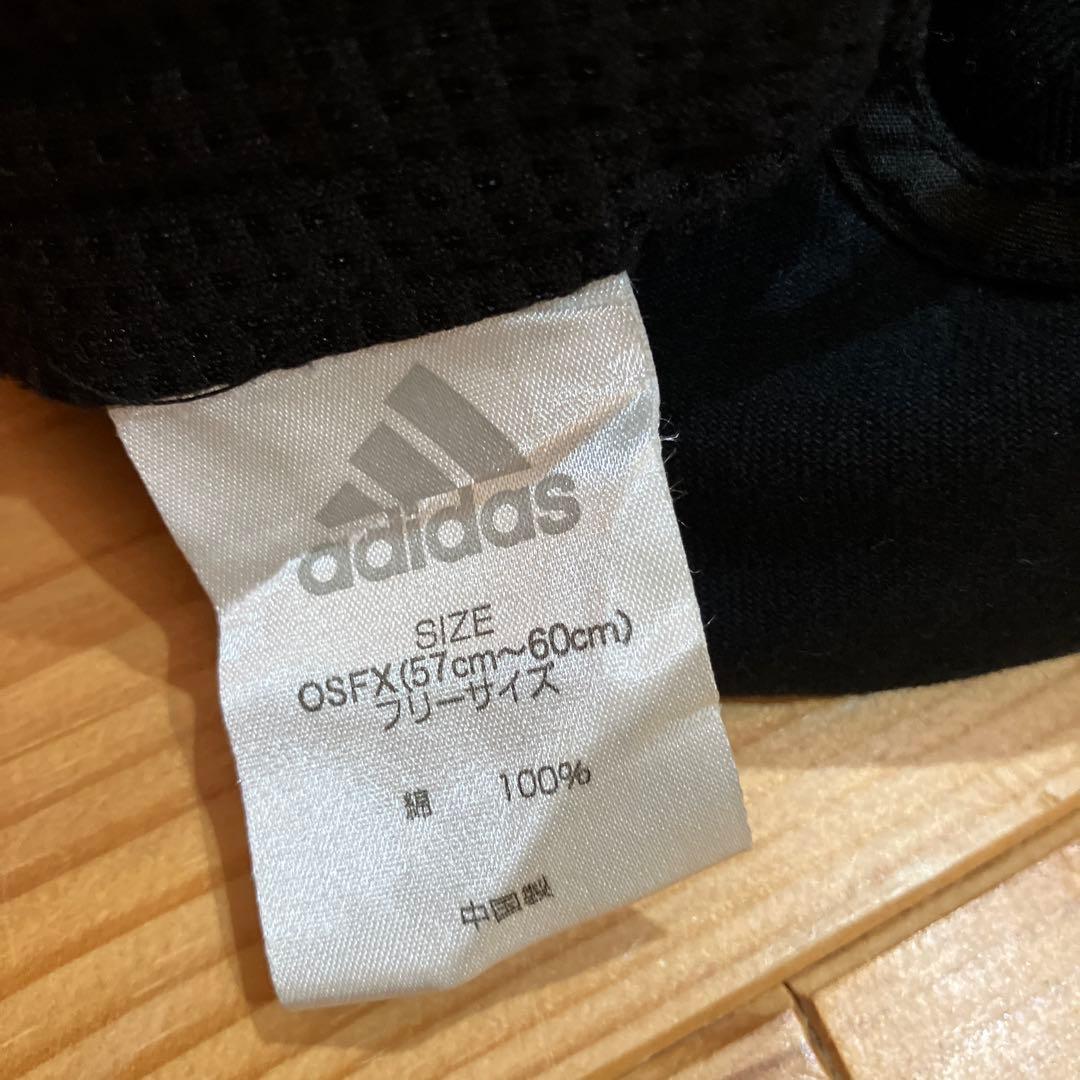 adidas
SIZE
OSFX(57cm〜60cm)
フリーサイズ
綿 100%
中国製